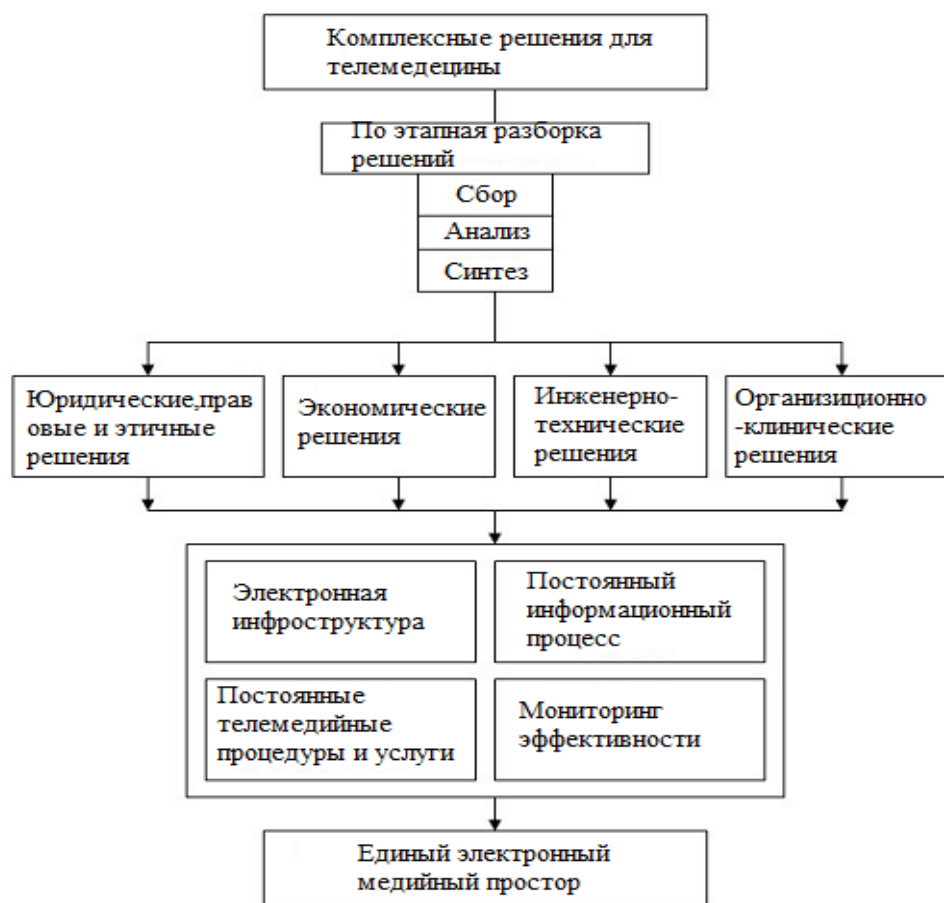 Комплексные решения для
телемедецины
По этапная разборка
решений
Сбор
Анализ
Синтез
Юридические,прав
овые и этичные
решения
Экономические
решения
Инженерно-
технические
решения
Организиционно
-клинические
решения
Электронная
инфроструктура
Постоянный
информационный
процесс
Постоянные
телемедийные
процедуры и услуги
Мониторинг
эффективности
Единый электронный
медийный простор